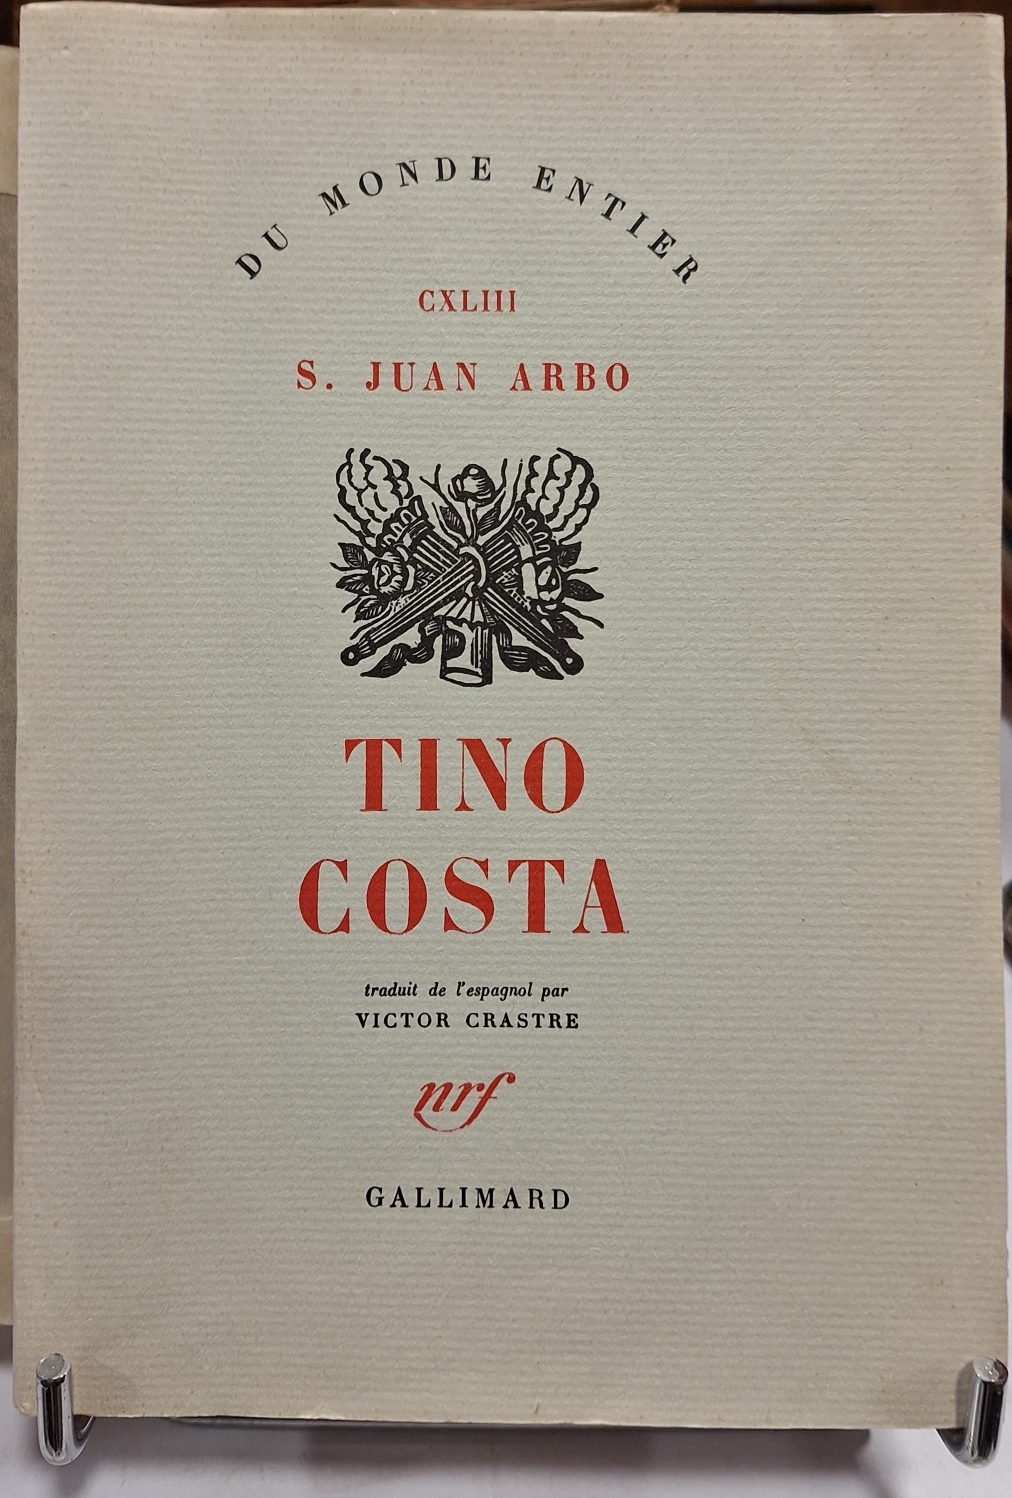 DU MONDE ENTIER
CXLIII
S. JUAN ARBO
TINO
COSTA
traduit de l'espagnol par
VICTOR CRASTRE
nrf
GALLIMARD